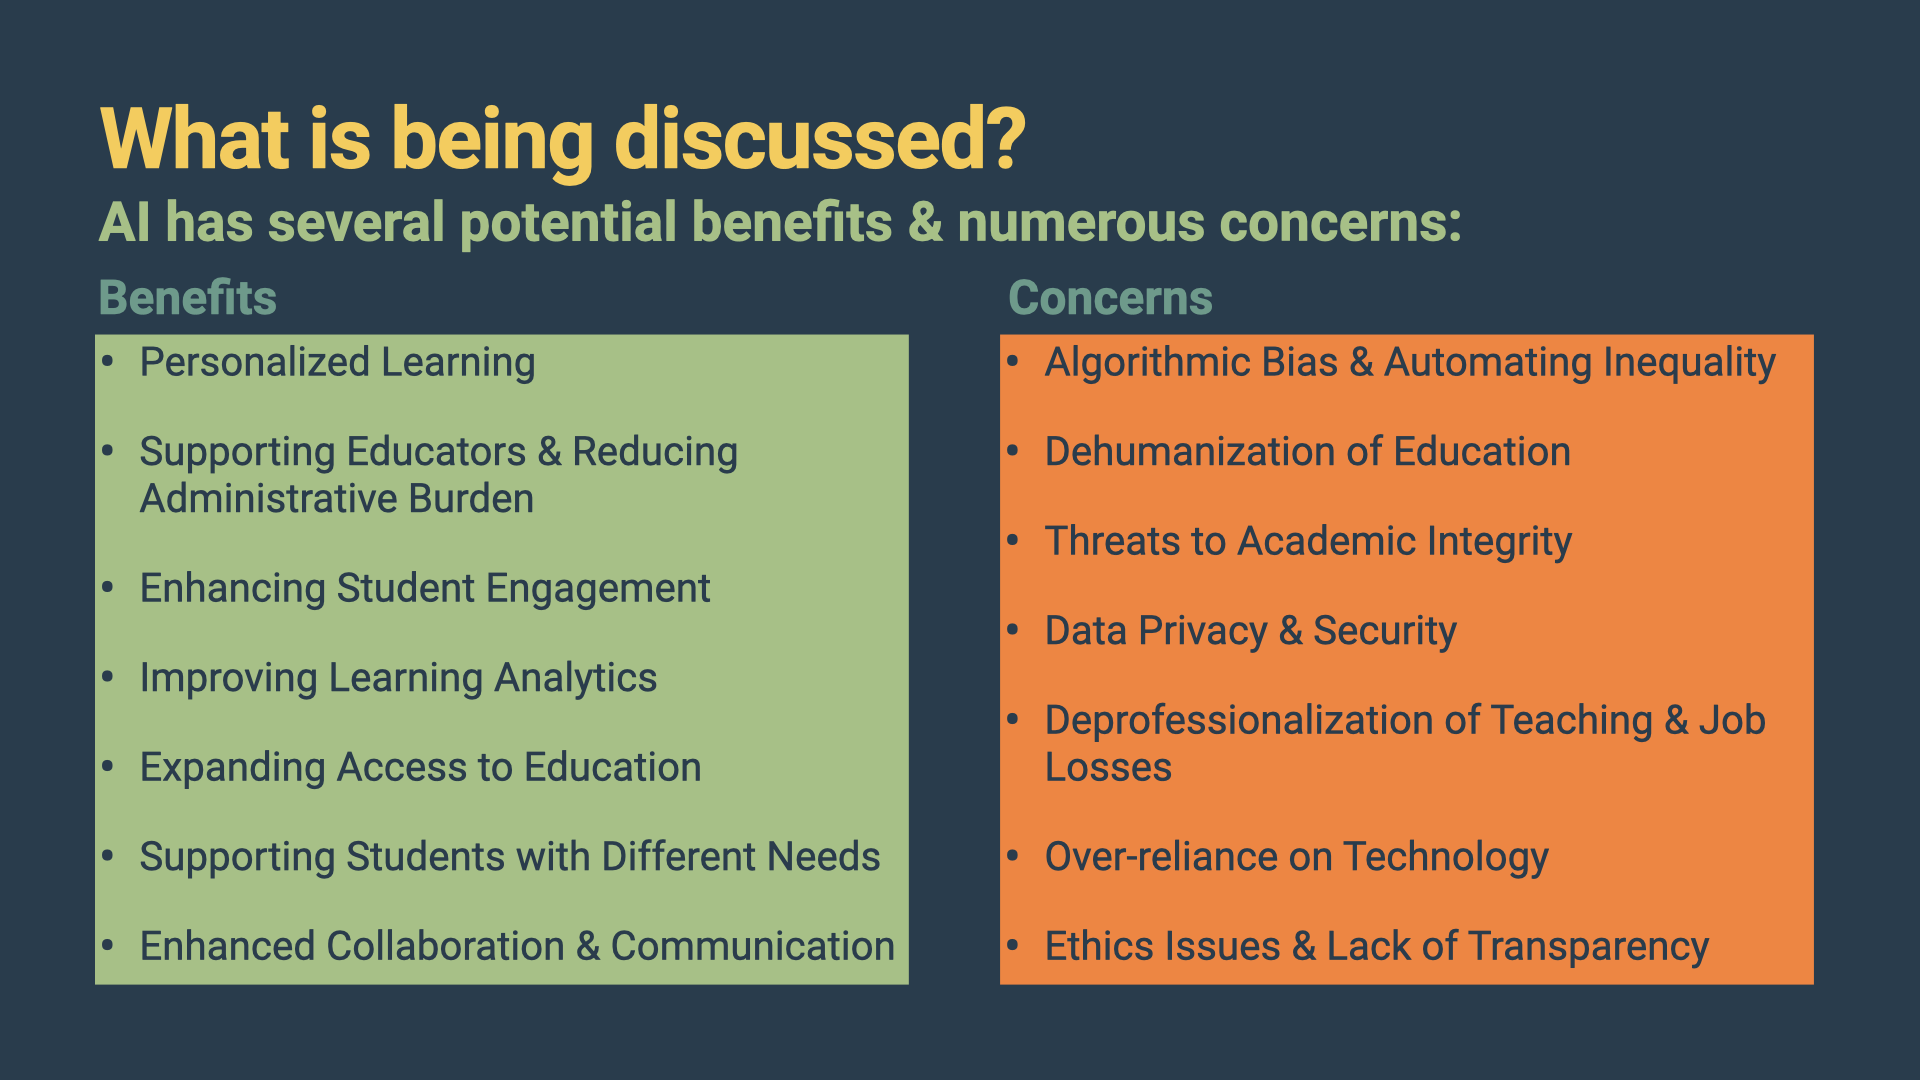 What is being discussed?
AI has several potential benefits & numerous concerns:
Benefits
• Personalized Learning
• Supporting Educators & Reducing
Administrative Burden
• Enhancing Student Engagement
• Improving Learning Analytics
• Expanding Access to Education
• Supporting Students with Different Needs
• Enhanced Collaboration & Communication
Concerns
• Algorithmic Bias & Automating Inequality
• Dehumanization of Education
• Threats to Academic Integrity
• Data Privacy & Security
• Deprofessionalization of Teaching & Job
Losses
• Over-reliance on Technology
• Ethics Issues & Lack of Transparency